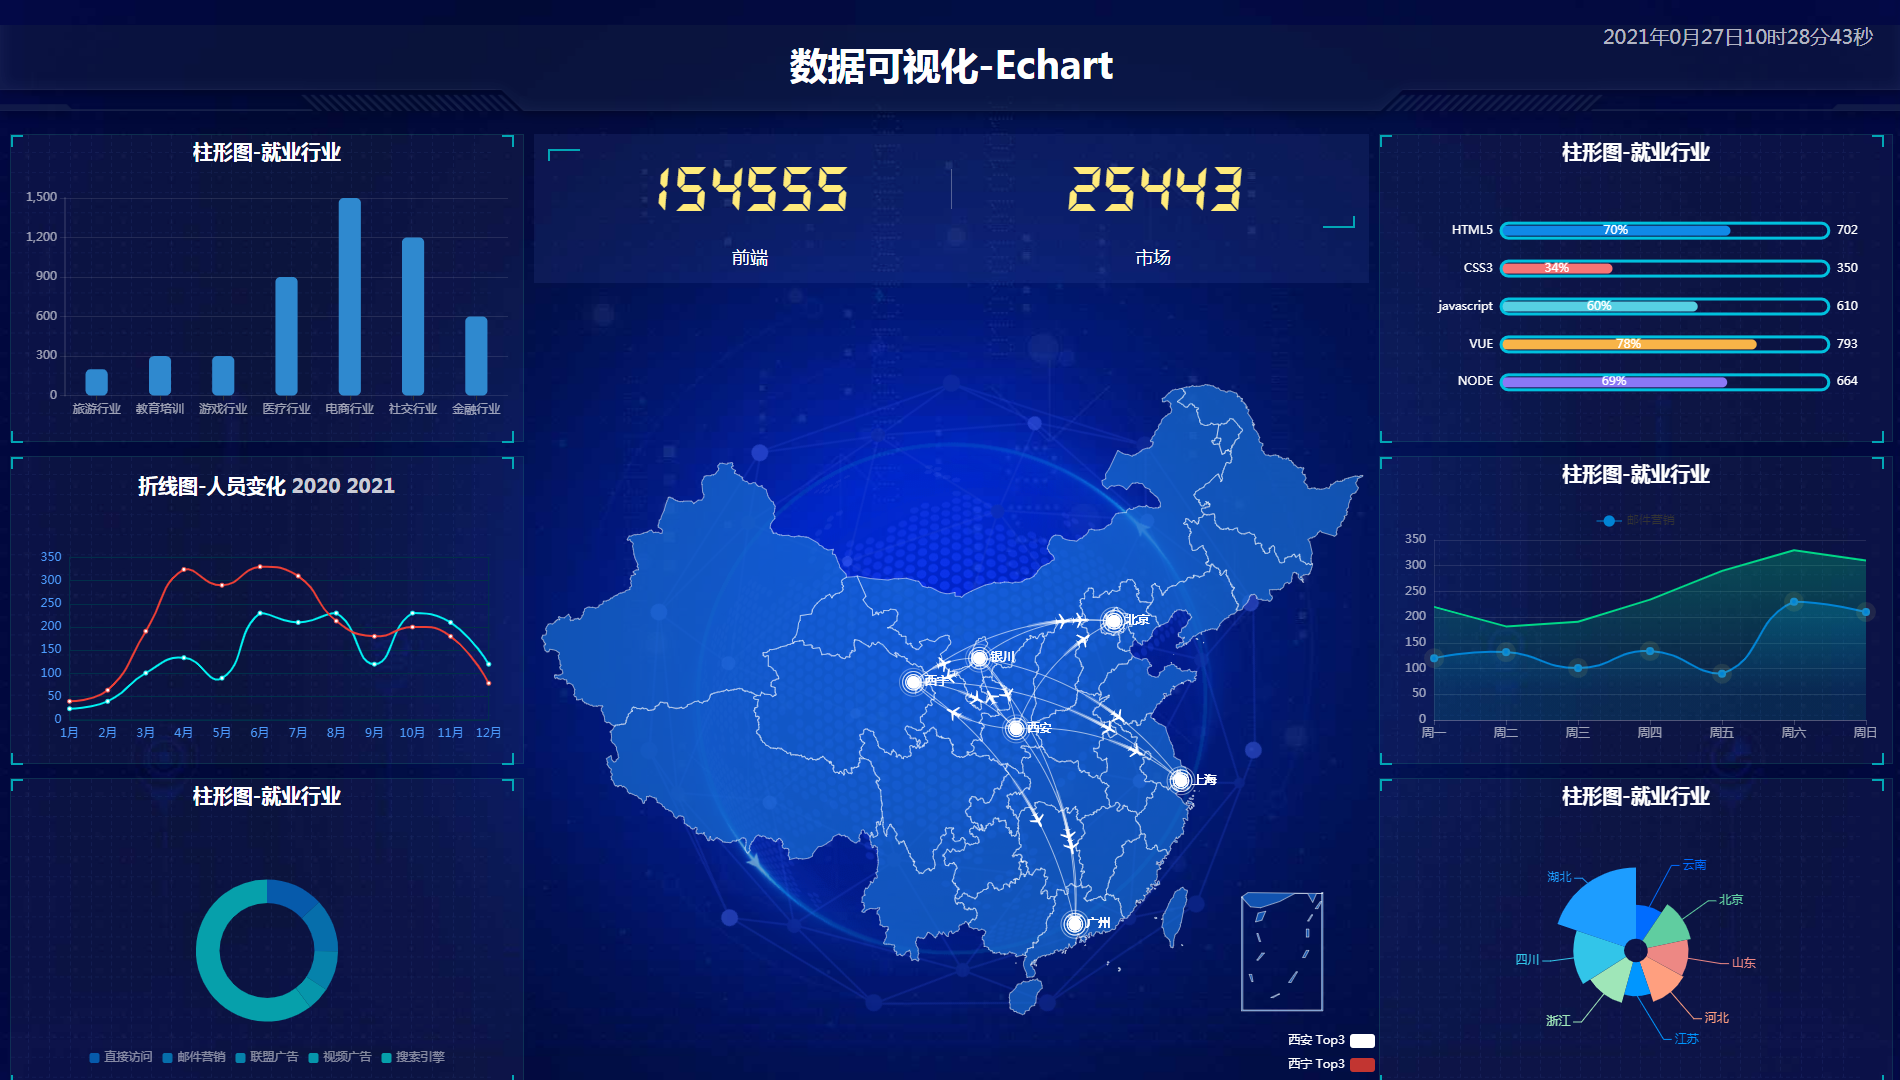 2021年0月27日10时28分43秒
数据可视化-Echart
柱形图-就业行业
1,500
1,200
900
600
300
0
旅游行业 教育培训 游戏行业 医疗行业 电商行业 社交行业 金融行业
折线图-人员变化 2020 2021
350
300
250
200
150
100
50
0
1月 2月 3月 4月 5月 6月 7月 8月 9月 10月 11月 12月
柱形图-就业行业
直接访问 邮件营销 联盟广告 视频广告 搜索引擎
154555 25443
前端 市场
北京
银川
西宁
西安
上海
广州
西安 Top3
西宁 Top3
柱形图-就业行业
HTML5 70% 702
CSS3 34% 350
javascript 60% 610
VUE 78% 793
NODE 69% 664
柱形图-就业行业
邮件营销
350
300
250
200
150
100
50
0
周一 周二 周三 周四 周五 周六 周日
柱形图-就业行业
云南
湖北
北京
四川
山东
浙江
河北
江苏